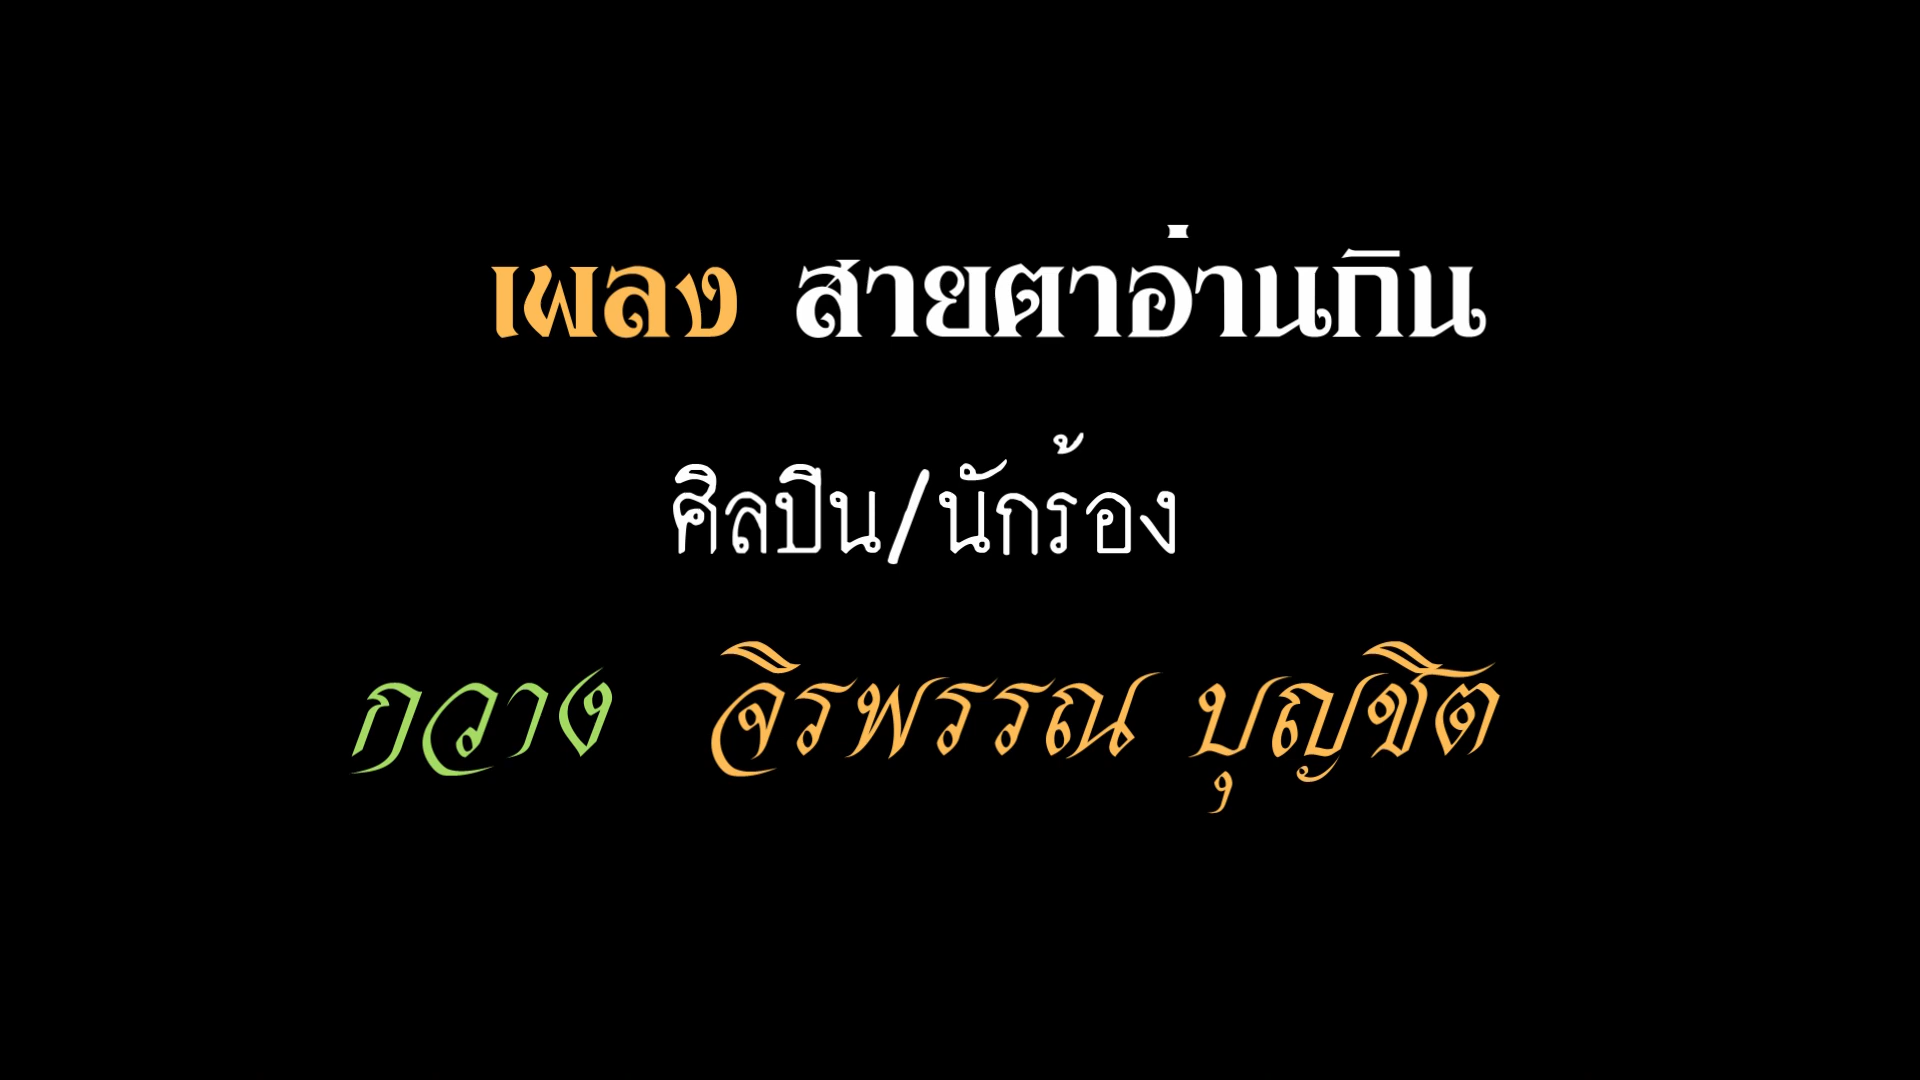 เพลง สายตาอ่านกิน
ศิลปิน/นักร้อง
กวาง จิรพรรณ บุญชิต